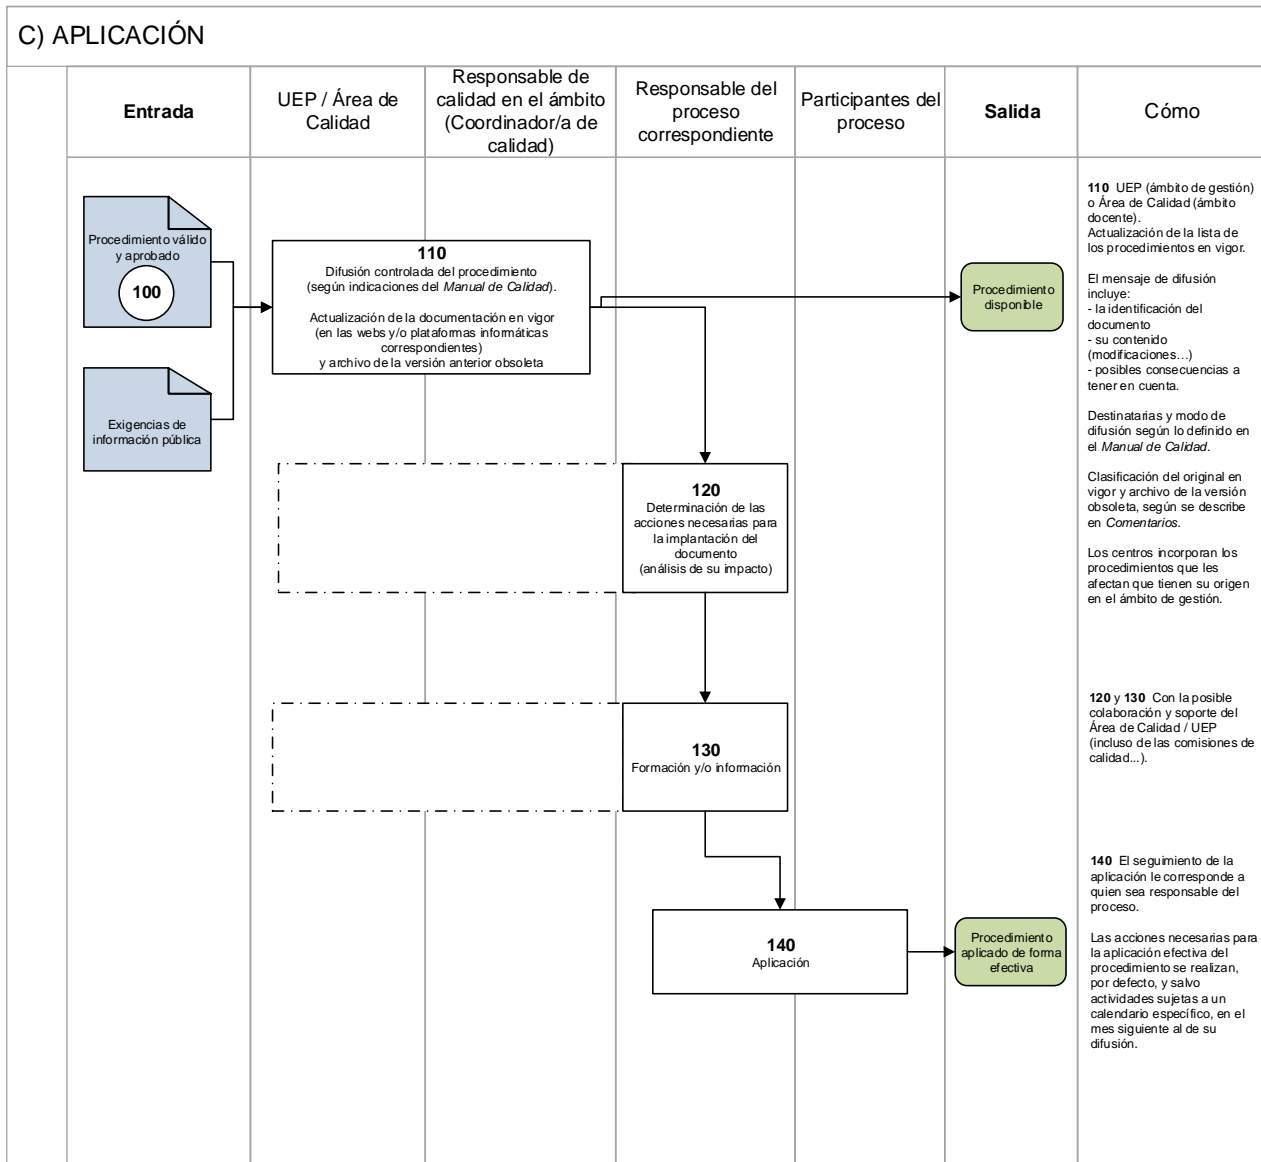 C) APLICACIÓN
Entrada
UEP / Área de
Calidad
Responsable de
calidad en el ámbito
(Coordinador/a de
calidad)
Responsable del
proceso
correspondiente
Participantes del
proceso
Salida
Cómo
Procedimiento válido
y aprobado
100
Exigencias de
información pública
110
Difusión controlada del procedimiento
(según indicaciones del Manual de Calidad).
Actualización de la documentación en vigor
(en las webs y/o plataformas informáticas
correspondientes)
y archivo de la versión anterior obsoleta
Procedimiento
disponible
120
Determinación de las
acciones necesarias para
la implantación del
documento
(análisis de su impacto)
130
Formación y/o información
140
Aplicación
Procedimiento
aplicado de forma
efectiva
110 UEP (ámbito de gestión)
o Área de Calidad (ámbito
docente).
Actualización de la lista de
los procedimientos en vigor.
El mensaje de difusión
incluye:
- la identificación del
documento
- su contenido
(modificaciones…)
- posibles consecuencias a
tener en cuenta.
Destinatarias y modo de
difusión según lo definido en
el Manual de Calidad.
Clasificación del original en
vigor y archivo de la versión
obsoleta, según se describe
en Comentarios.
Los centros incorporan los
procedimientos que les
afectan que tienen su origen
en el ámbito de gestión.
120 y 130 Con la posible
colaboración y soporte del
Área de Calidad / UEP
(incluso de las comisiones de
calidad...).
140 El seguimiento de la
aplicación le corresponde a
quien sea responsable del
proceso.
Las acciones necesarias para
la aplicación efectiva del
procedimiento se realizan,
por defecto, y salvo
actividades sujetas a un
calendario específico, en el
mes siguiente al de su
difusión.